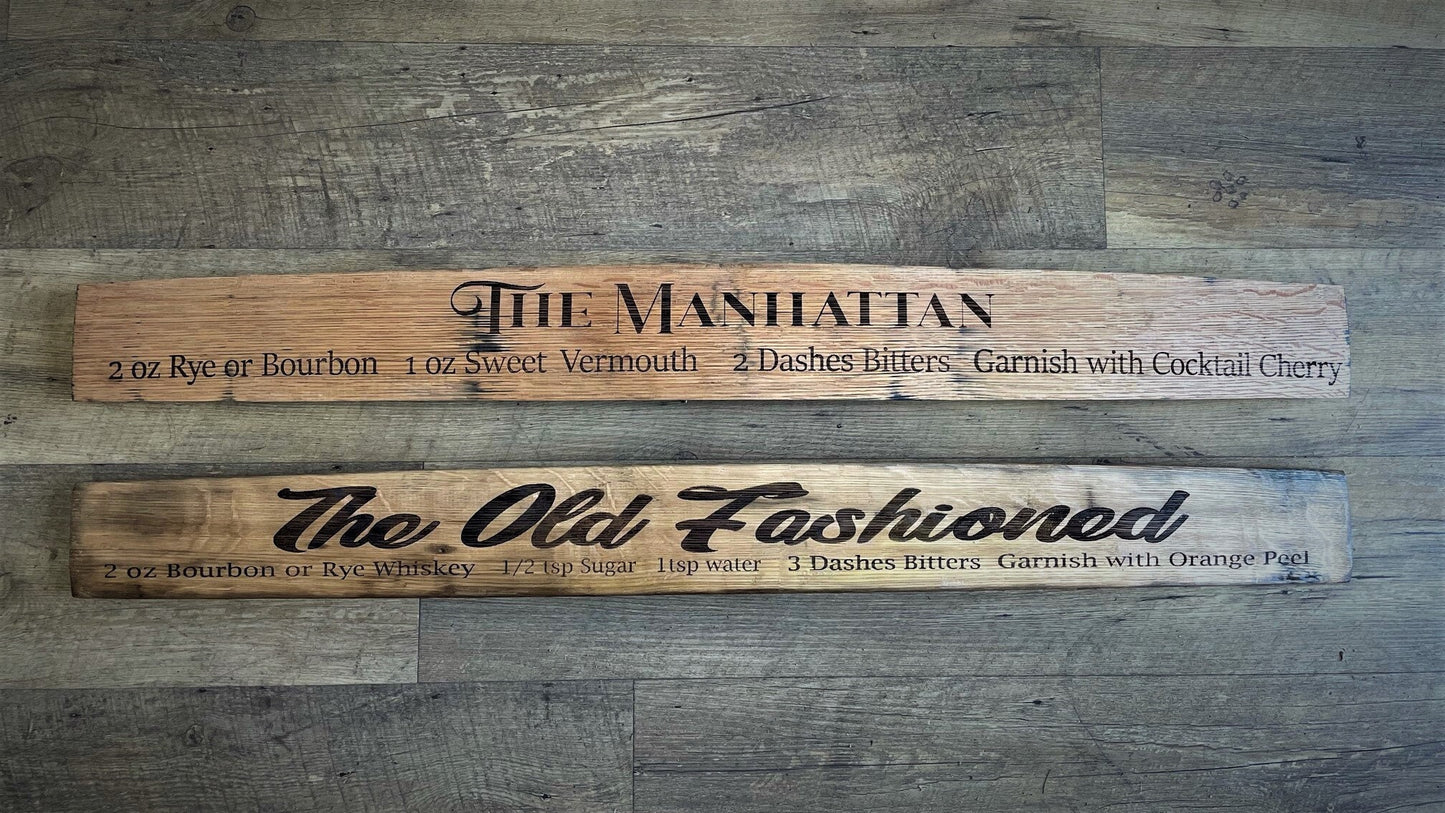 The Manhattan
2 oz Rye or Bourbon 1 oz Sweet Vermouth 2 Dashes Bitters Garnish with Cocktail Cherry
The Old Fashioned
2 oz Bourbon or Rye Whiskey 1/2 tsp Sugar 1tsp water 3 Dashes Bitters Garnish with Orange Peel